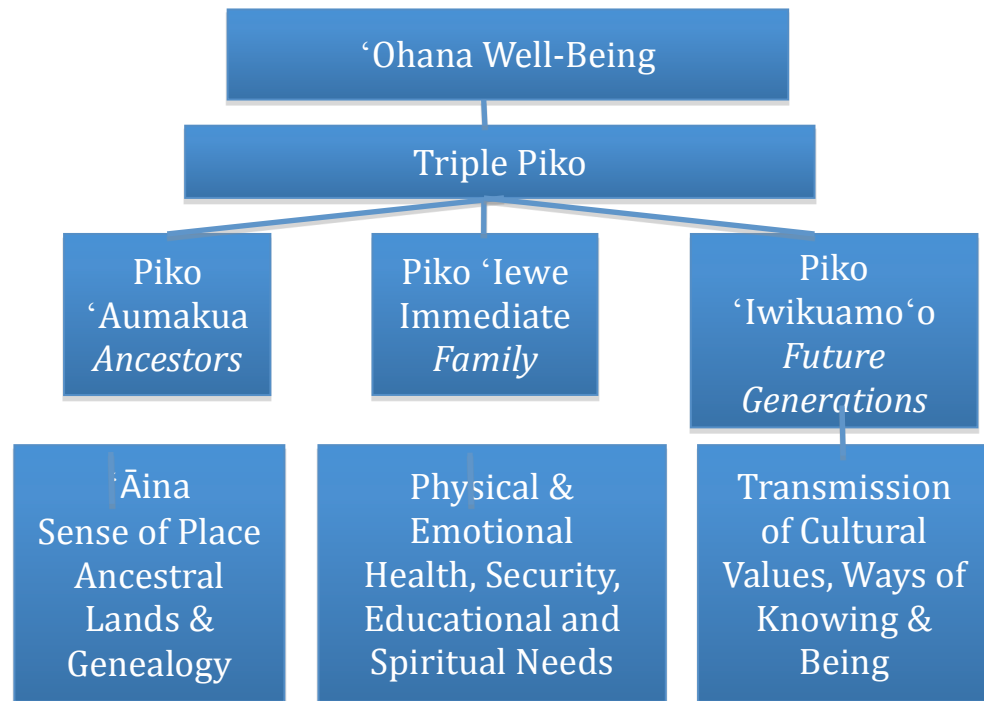 ʻOhana Well-Being
Triple Piko
Piko
ʻAumakua
Ancestors
Piko ʻIewe
Immediate
Family
Piko
ʻIwikuamoʻo
Future
Generations
ʻĀina
Sense of Place
Ancestral
Lands &
Genealogy
Physical &
Emotional
Health, Security,
Educational and
Spiritual Needs
Transmission
of Cultural
Values, Ways of
Knowing &
Being